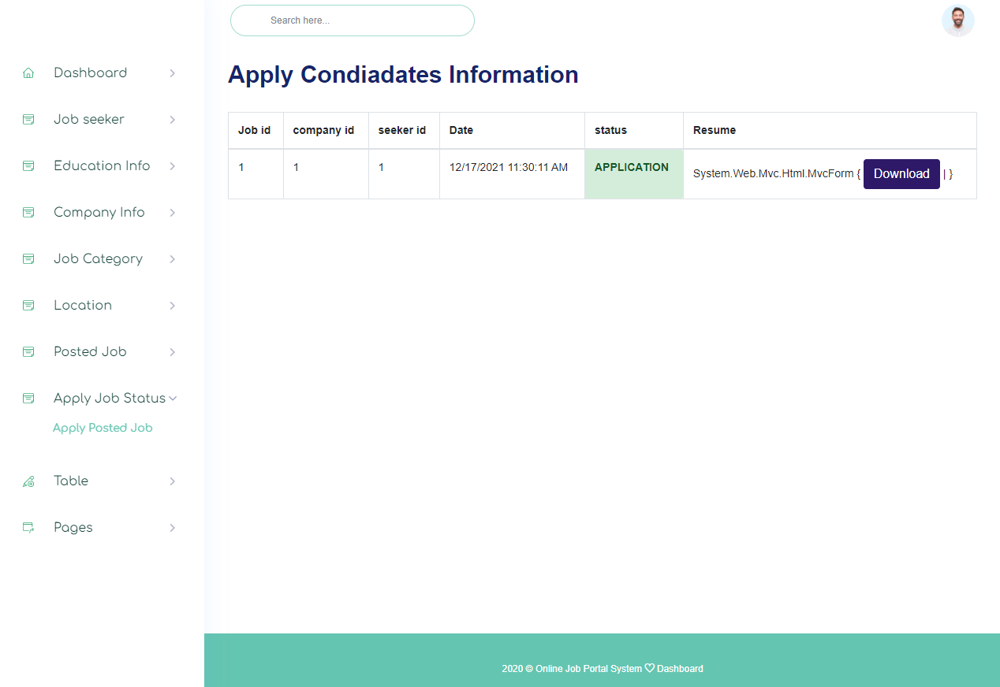 Search here...
Dashboard
Job seeker
Education Info
Company Info
Job Category
Location
Posted Job
Apply Job Status
Apply Posted Job
Table
Pages
Apply Condiadates Information
Job id company id seeker id Date status Resume
1 1 1 12/17/2021 11:30:11 AM APPLICATION System.Web.Mvc.Html.MvcForm { Download | }
2020 © Online Job Portal System ♡ Dashboard